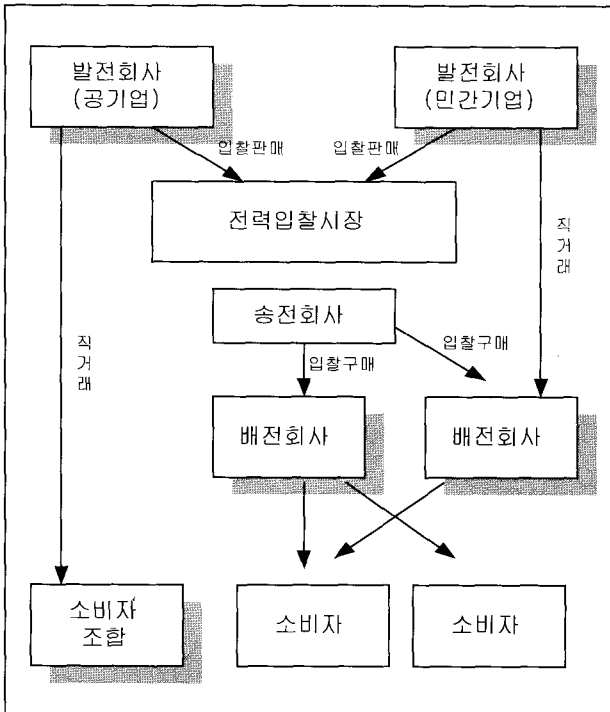 발전회사
(공기업)
발전회사
(민간기업)
입찰판매
입찰판매
전력입찰시장
직
거
래
송전회사
직
거
래
입찰구매
입찰구매
배전회사
배전회사
소비자
조합
소비자
소비자